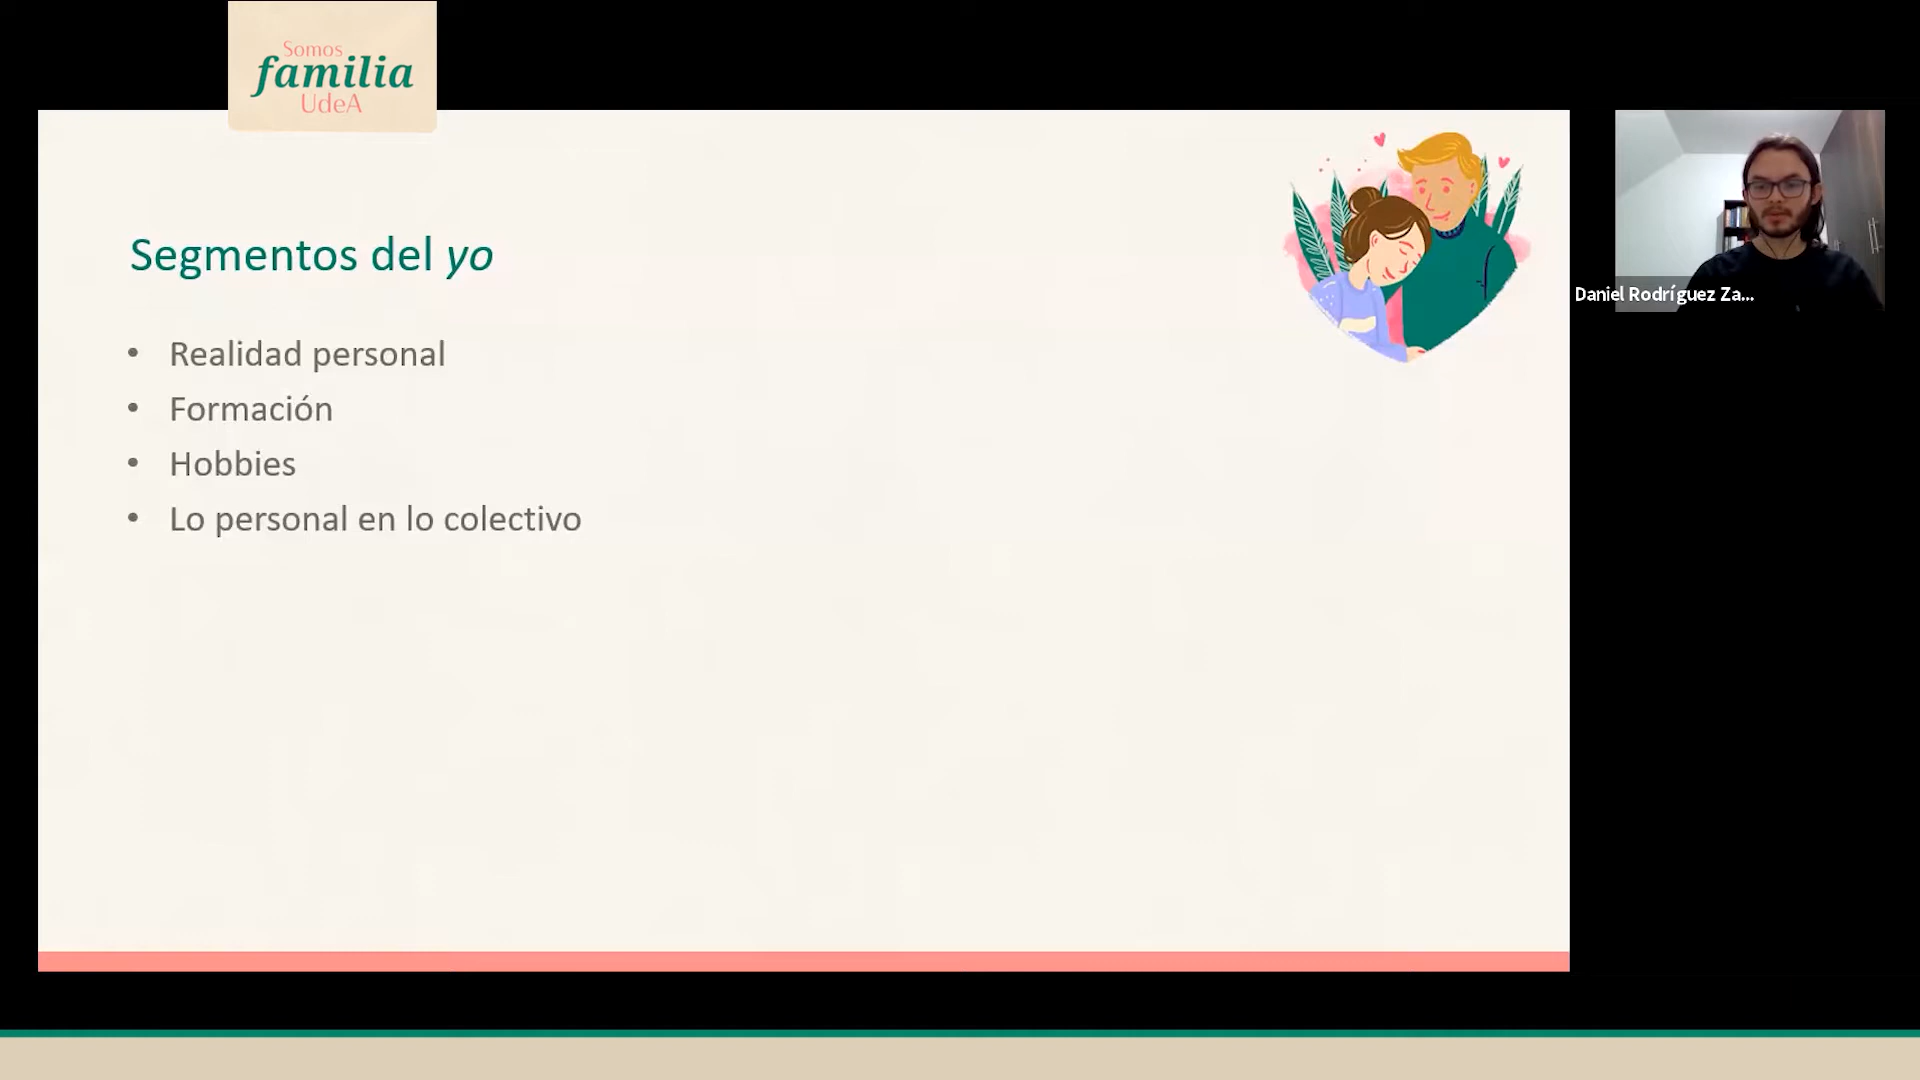 Somos
familia
UdeA
Segmentos del yo
• Realidad personal
• Formación
• Hobbies
• Lo personal en lo colectivo
Daniel Rodríguez Za...